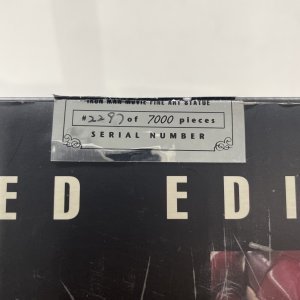 IRON MAN MOVIE FINE ART STATUE
#2297 of 7000 pieces
SERIAL NUMBER
ED EDI